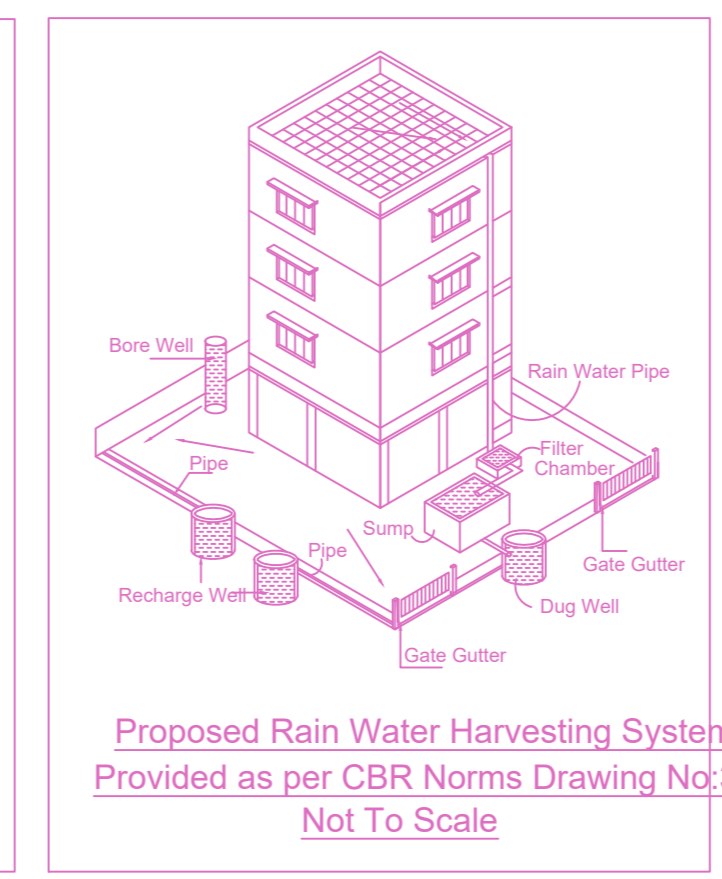 Bore Well
Rain Water Pipe
Filter
Chamber
Pipe
Sump
Pipe
Gate Gutter
Recharge Well
Dug Well
Gate Gutter
Proposed Rain Water Harvesting System
Provided as per CBR Norms Drawing No:
Not To Scale